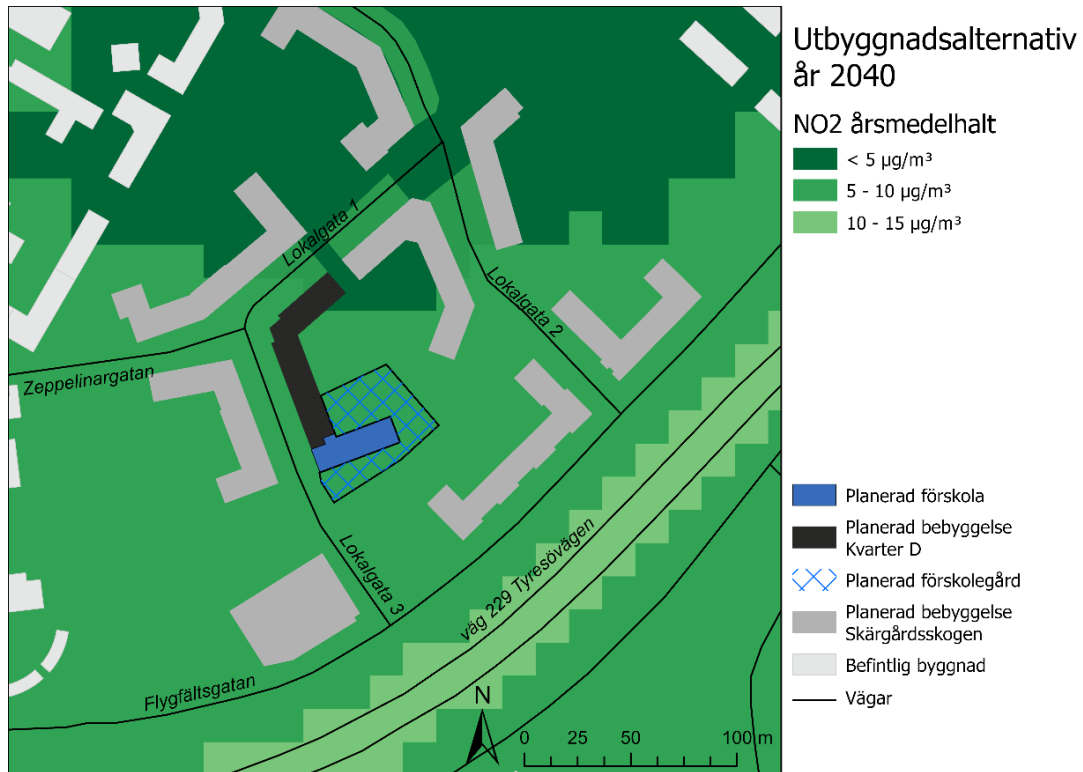 Utbyggnadsalternativ
år 2040
NO2 årsmedelhalt
< 5 µg/m³
5 - 10 µg/m³
10 - 15 µg/m³
Lokalgata 1
Lokalgata 2
Zeppelinargatan
Lokalgata 3
väg 229 Tyresövägen
Flygfältsgatan
N
0 25 50 100 m
Planerad förskola
Planerad bebyggelse
Kvarter D
Planerad förskolegård
Planerad bebyggelse
Skärgårdsskogen
Befintlig byggnad
Vägar